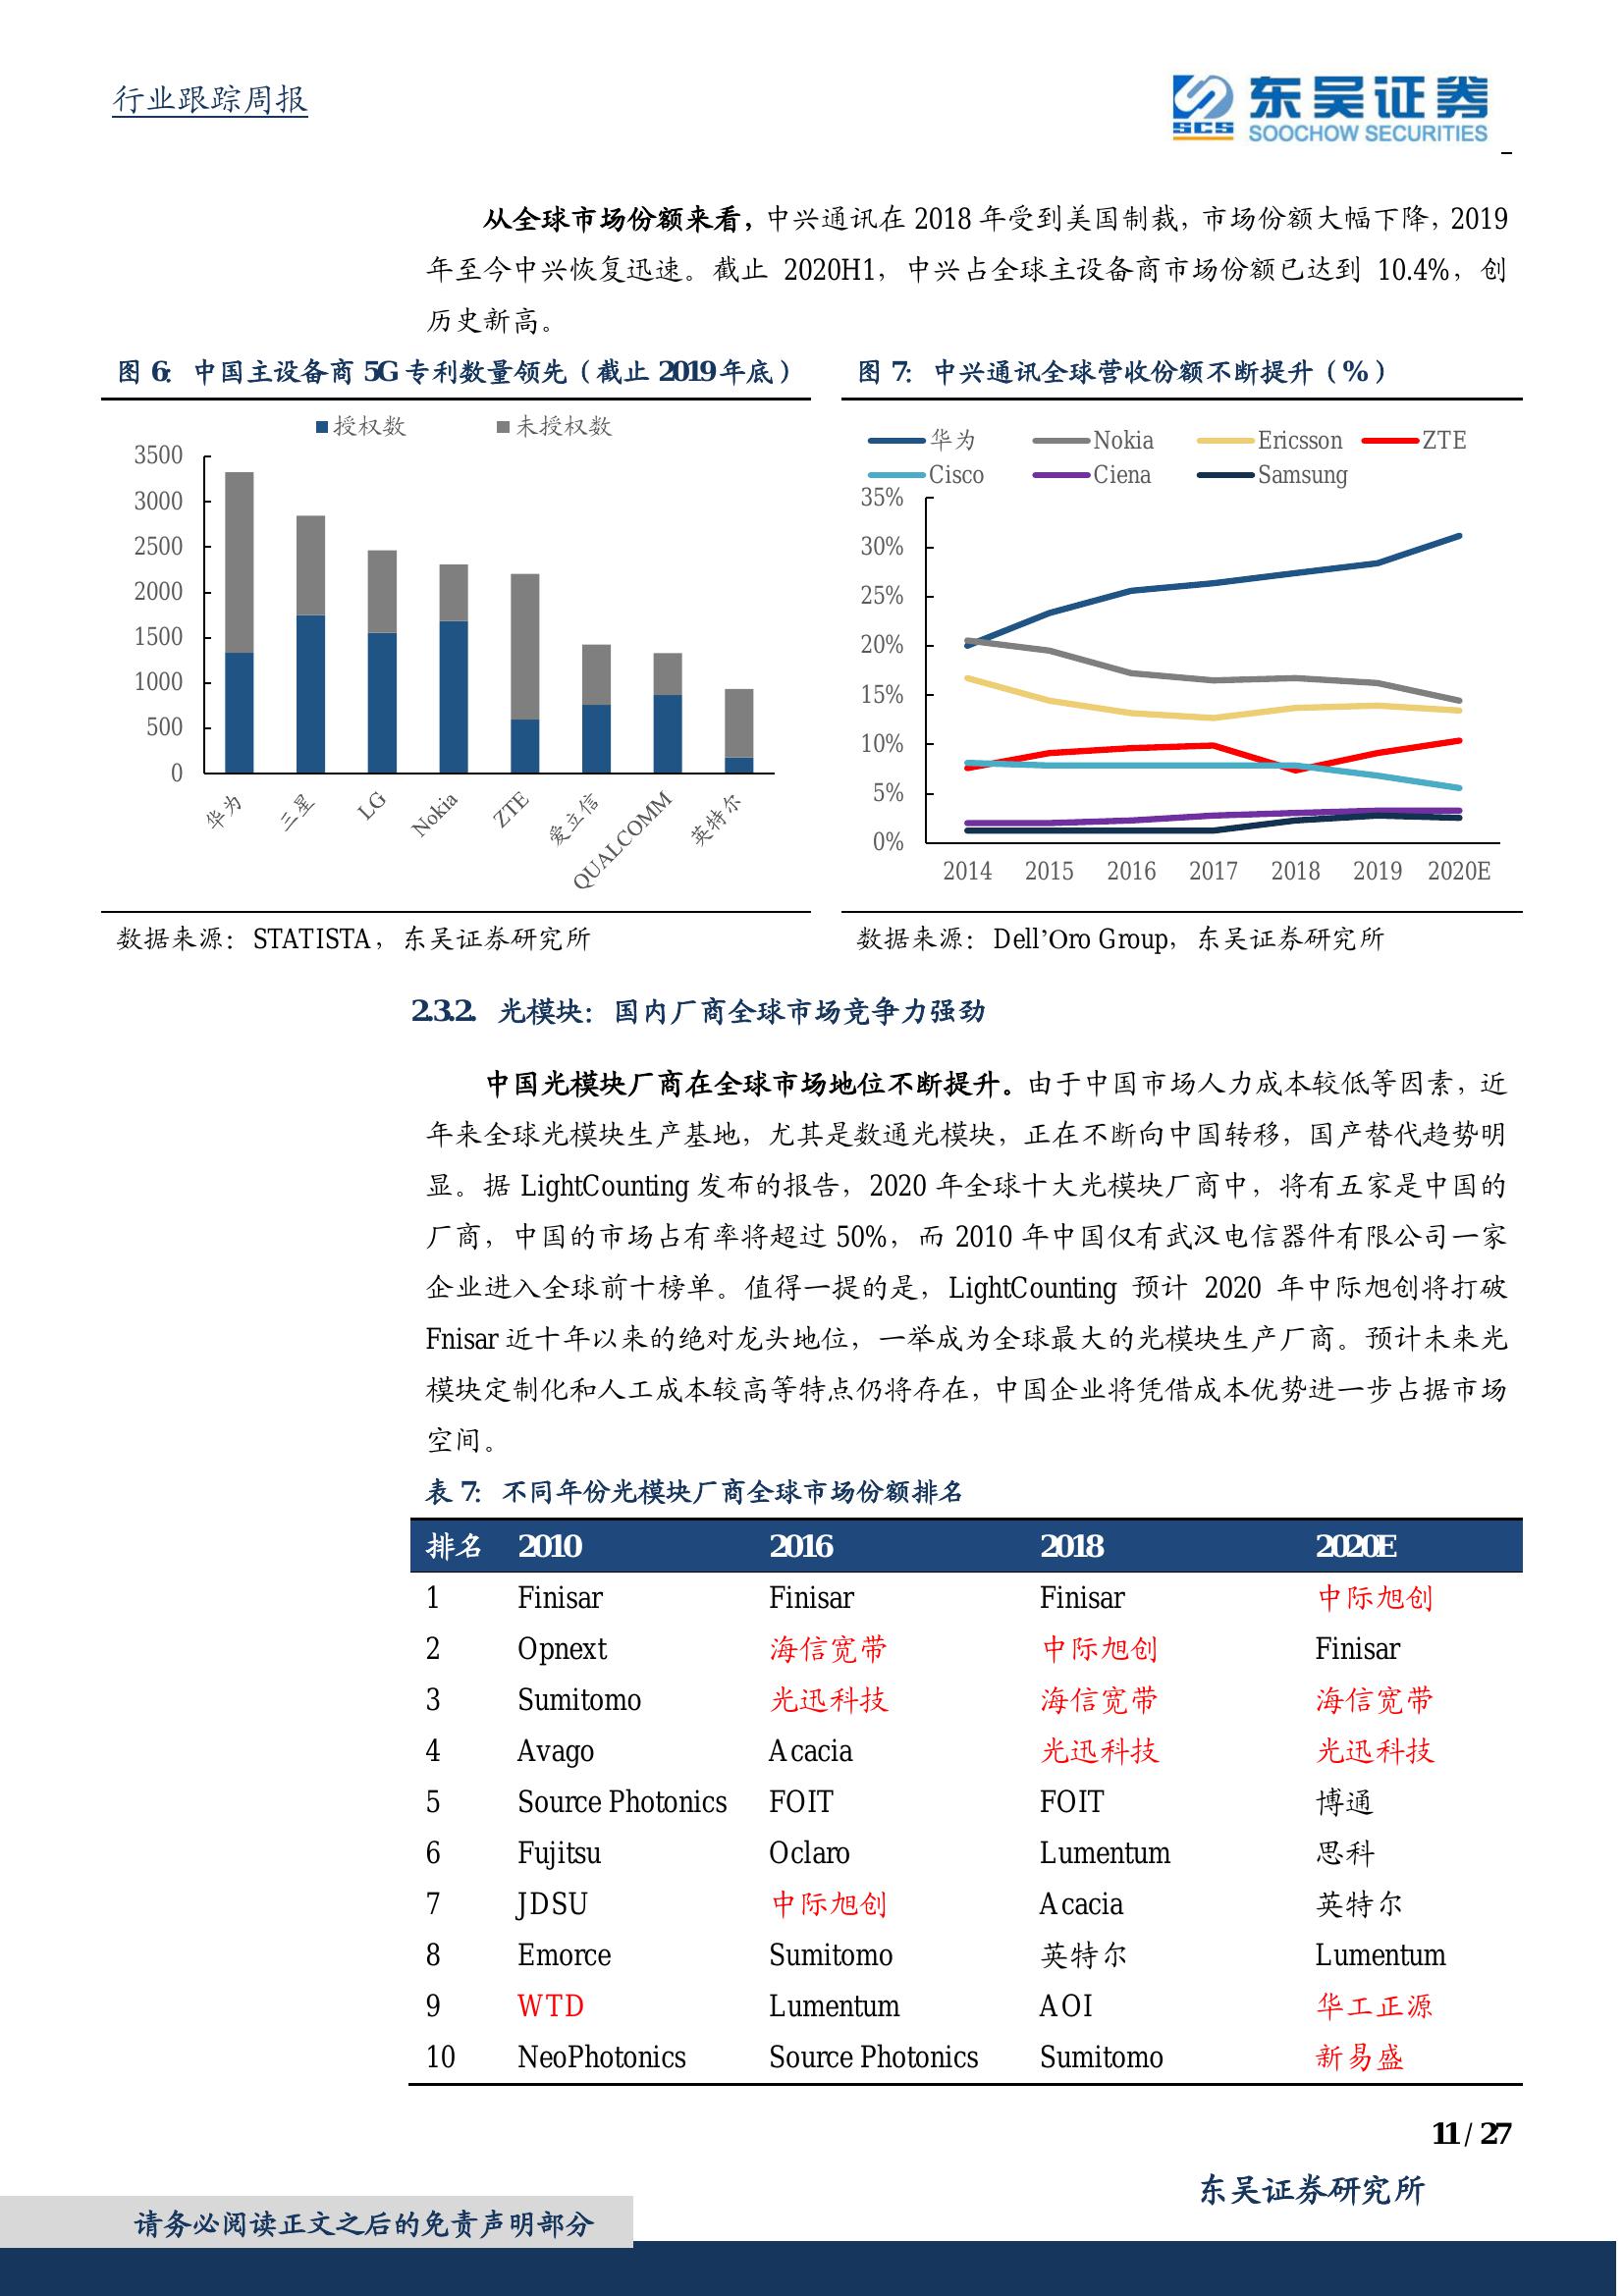 行业跟踪周报
东吴证券
SCS
SOOCHOW SECURITIES
从全球市场份额来看，中兴通讯在 2018 年受到美国制裁，市场份额大幅下降，2019
年至今中兴恢复迅速。截止 2020H1，中兴占全球主设备商市场份额已达到 10.4%，创
历史新高。
图 6： 中国主设备商 5G 专利数量领先（截止 2019 年底）
授权数 未授权数
3500
3000
2500
2000
1500
1000
500
0
华为 三星 LG Nokia ZTE 爱立信 QUALCOMM 英特尔
数据来源：STATISTA，东吴证券研究所
图 7： 中兴通讯全球营收份额不断提升（%）
华为 Nokia Ericsson ZTE
Cisco Ciena Samsung
35%
30%
25%
20%
15%
10%
5%
0%
2014 2015 2016 2017 2018 2019 2020E
数据来源：Dell’Oro Group，东吴证券研究所
2.3.2. 光模块：国内厂商全球市场竞争力强劲
中国光模块厂商在全球市场地位不断提升。由于中国市场人力成本较低等因素，近
年来全球光模块生产基地，尤其是数通光模块，正在不断向中国转移，国产替代趋势明
显。据 LightCounting 发布的报告，2020 年全球十大光模块厂商中，将有五家是中国的
厂商，中国的市场占有率将超过 50%，而 2010 年中国仅有武汉电信器件有限公司一家
企业进入全球前十榜单。值得一提的是，LightCounting 预计 2020 年中际旭创将打破
Fnisar 近十年以来的绝对龙头地位，一举成为全球最大的光模块生产厂商。预计未来光
模块定制化和人工成本较高等特点仍将存在，中国企业将凭借成本优势进一步占据市场
空间。
表 7： 不同年份光模块厂商全球市场份额排名
排名 2010 2016 2018 2020E
1 Finisar Finisar Finisar 中际旭创
2 Opnext 海信宽带 中际旭创 Finisar
3 Sumitomo 光迅科技 海信宽带 海信宽带
4 Avago Acacia 光迅科技 光迅科技
5 Source Photonics FOIT FOIT 博通
6 Fujitsu Oclaro Lumentum 思科
7 JDSU 中际旭创 Acacia 英特尔
8 Emorce Sumitomo 英特尔 Lumentum
9 WTD Lumentum AOI 华工正源
10 NeoPhotonics Source Photonics Sumitomo 新易盛
11 / 27
东吴证券研究所
请务必阅读正文之后的免责声明部分